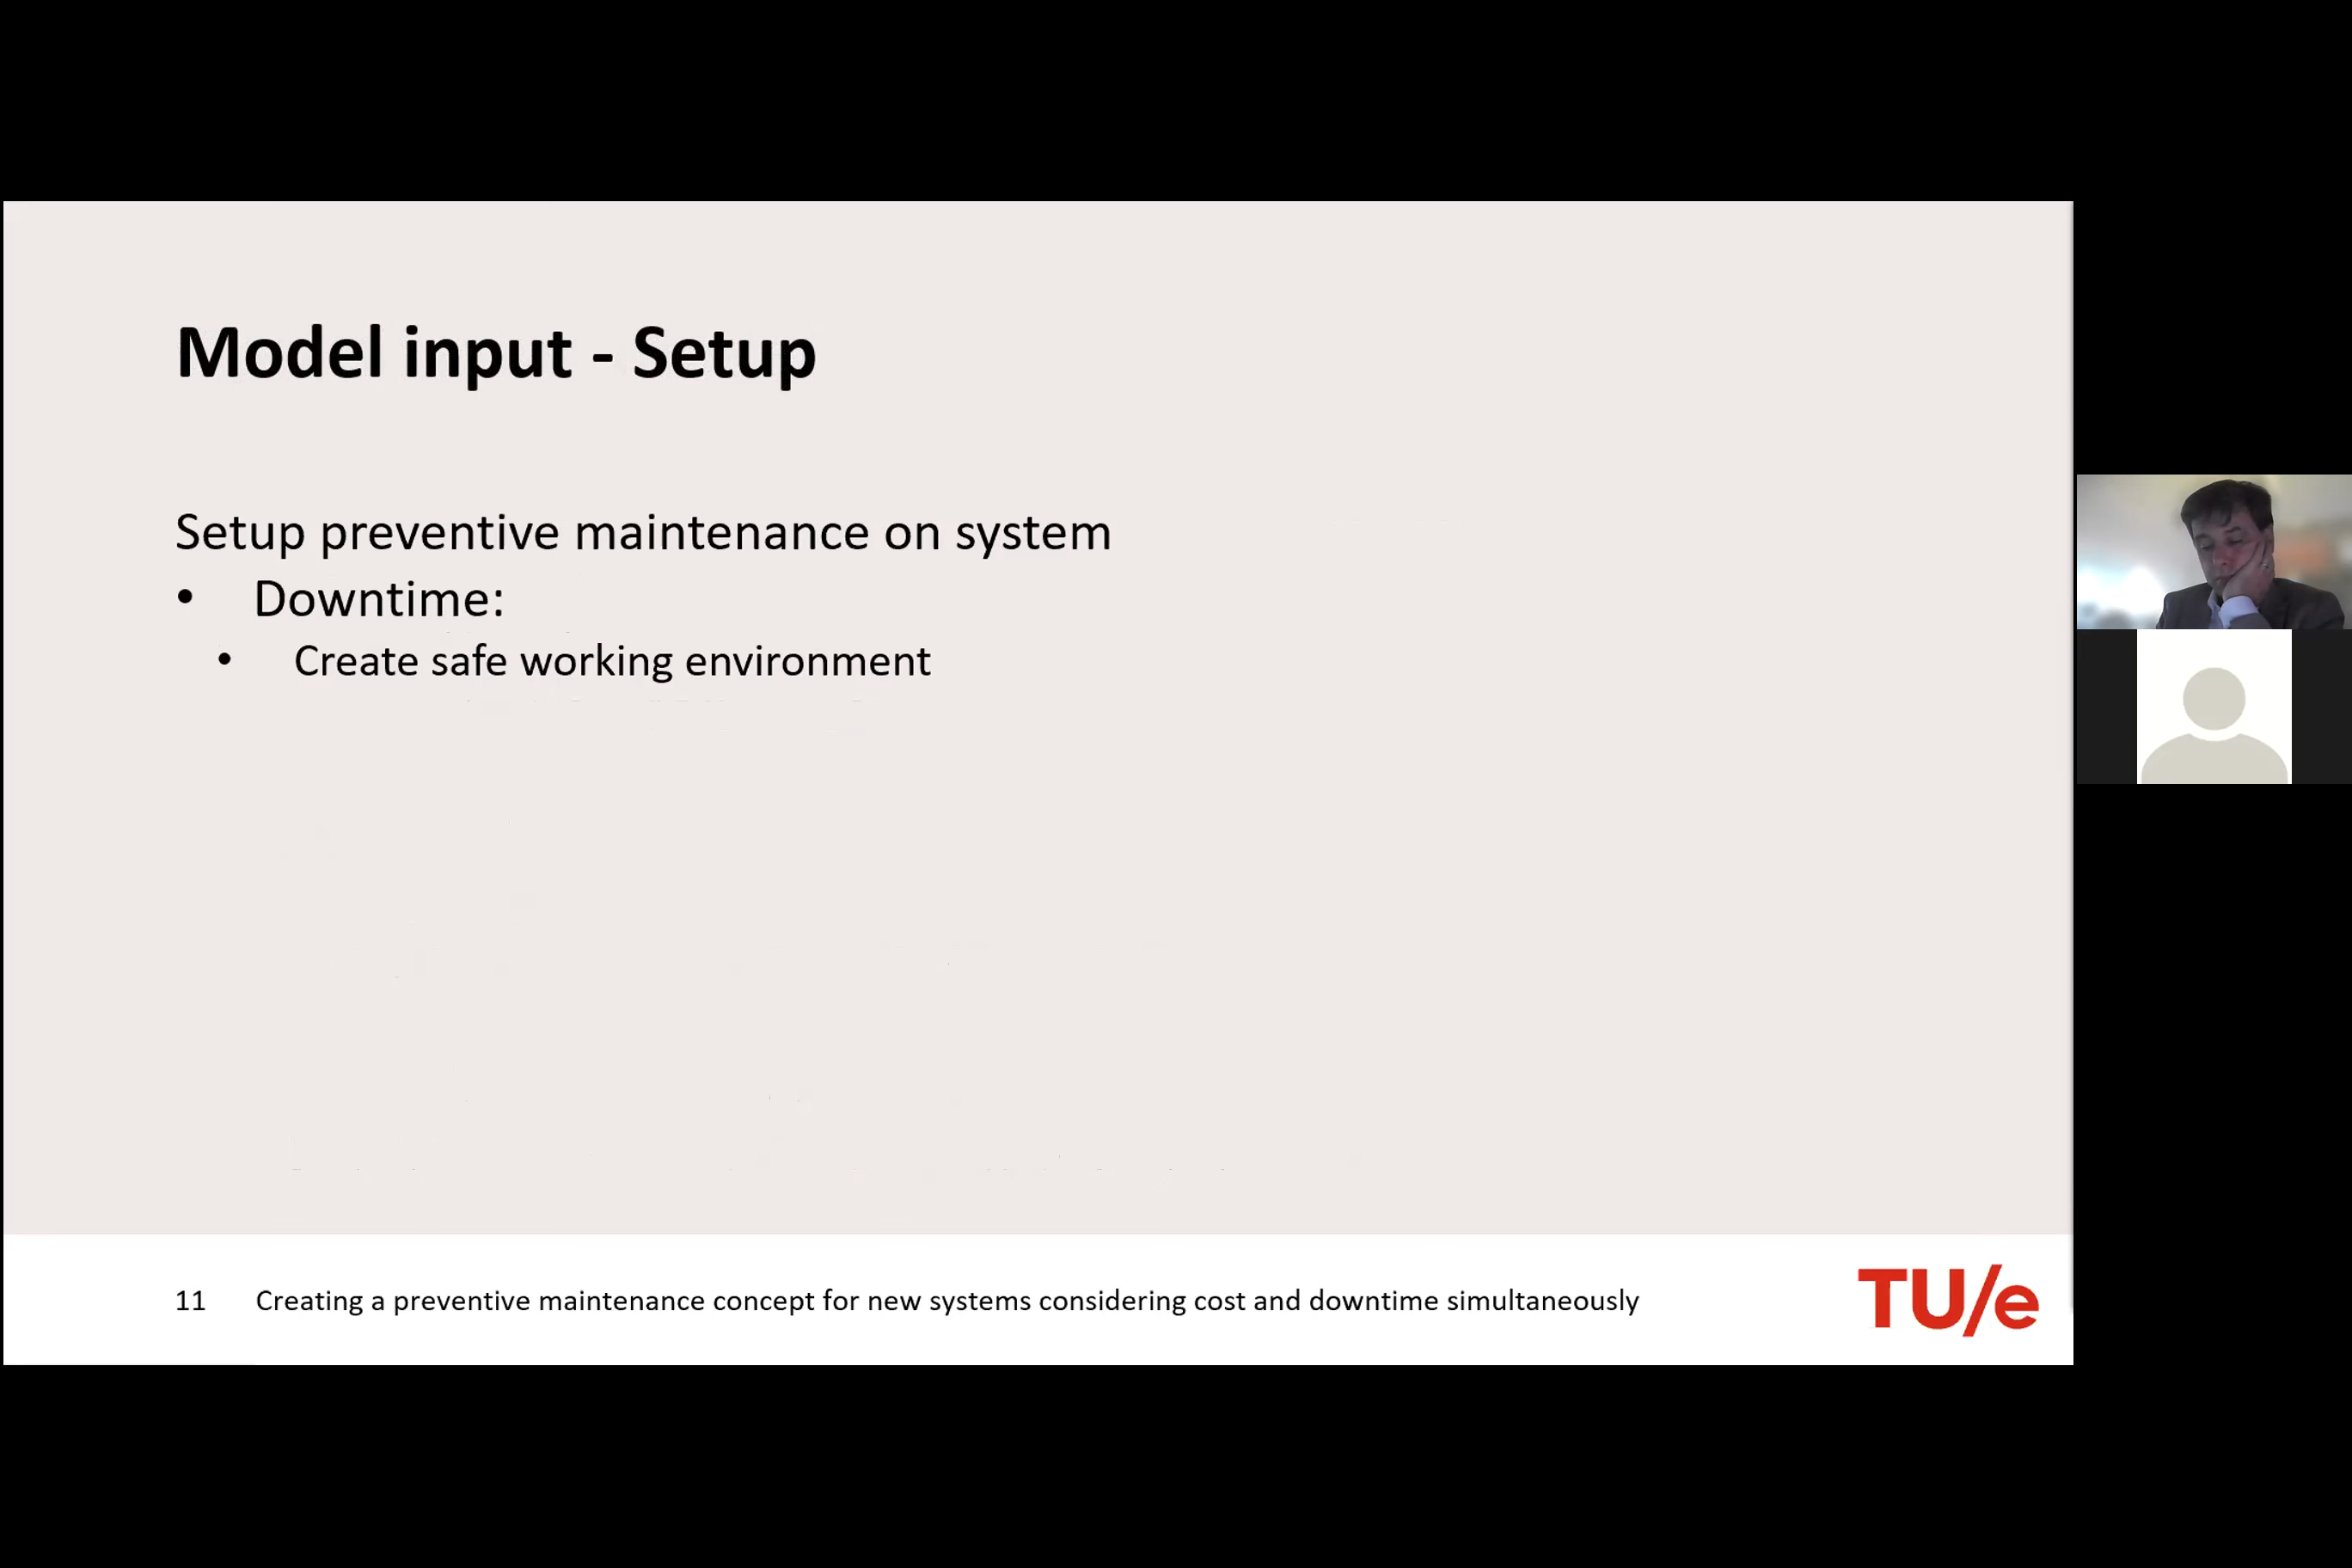 Model input - Setup
Setup preventive maintenance on system
• Downtime:
• Create safe working environment
11 Creating a preventive maintenance concept for new systems considering cost and downtime simultaneously
TU/e